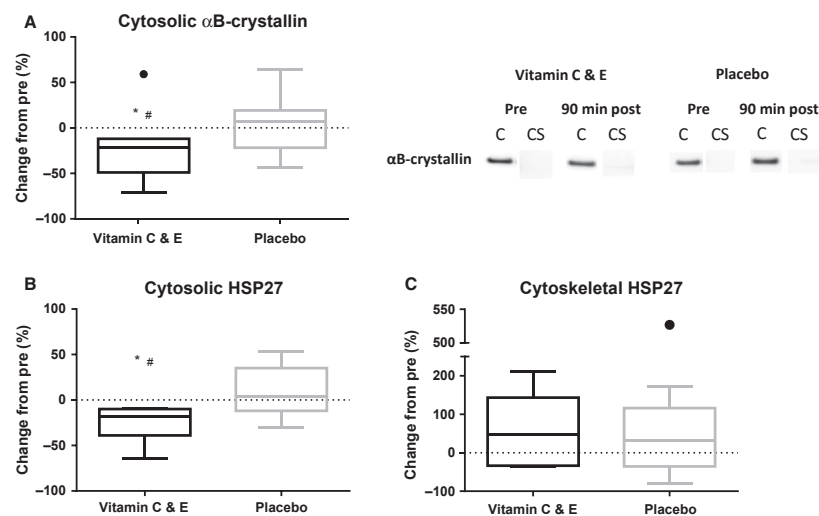 A
Cytosolic αB-crystallin
Change from pre (%)
100
50
0
–50
–100
* #
Vitamin C & E
Placebo
Vitamin C & E
Placebo
Pre
90 min post
Pre
90 min post
C CS C CS C CS C CS
αB-crystallin
B
Cytosolic HSP27
Change from pre (%)
100
50
0
–50
–100
* #
Vitamin C & E
Placebo
C
Cytoskeletal HSP27
Change from pre (%)
550
500
200
100
0
–100
Vitamin C & E
Placebo